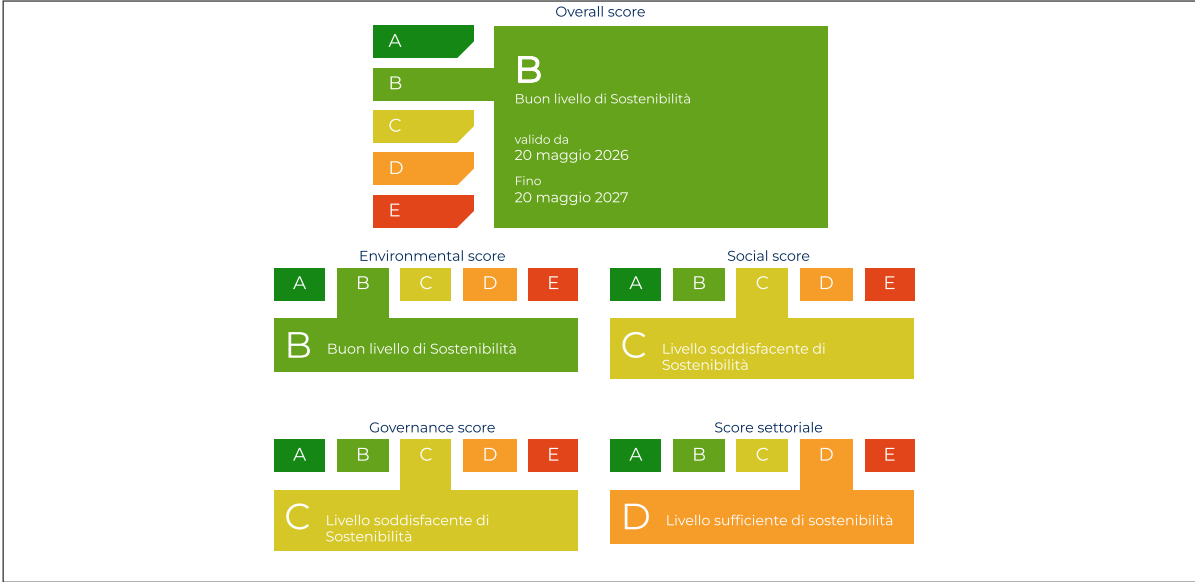 Overall score
A
B
C
D
E
B
Buon livello di Sostenibilità
valido da
20 maggio 2026
Fino
20 maggio 2027
Environmental score
A B C D E
B Buon livello di Sostenibilità
Social score
A B C D E
C Livello soddisfacente di
Sostenibilità
Governance score
A B C D E
C Livello soddisfacente di
Sostenibilità
Score settoriale
A B C D E
D Livello sufficiente di sostenibilità